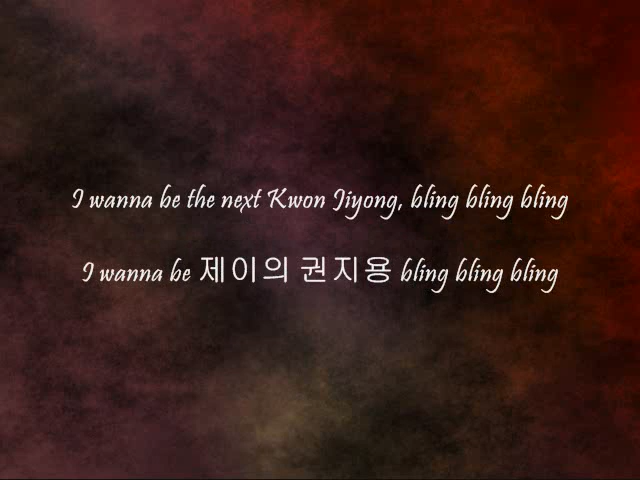 I wanna be the next Kwon Jiyong, bling bling bling
I wanna be 제이의 권지용 bling bling bling